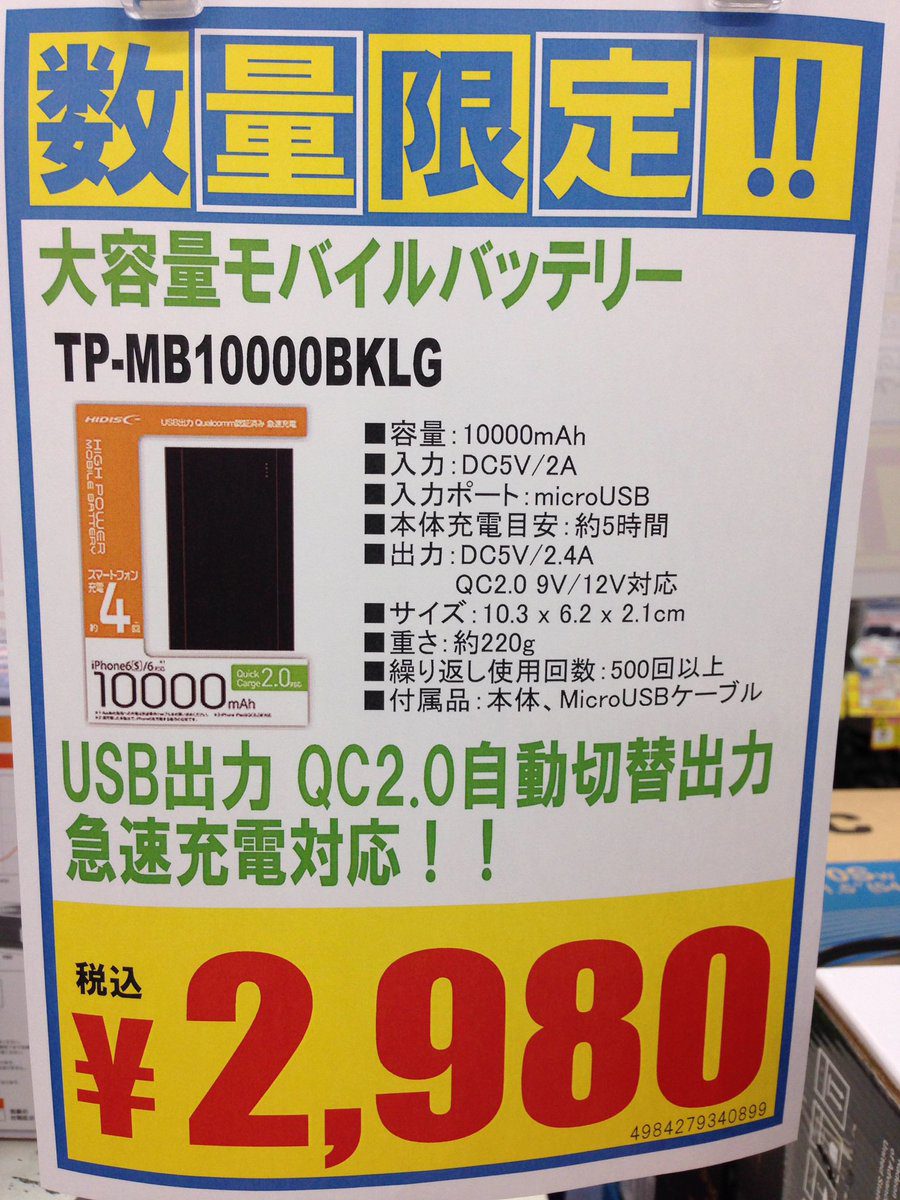 数量限定!!
大容量モバイルバッテリー
TP-MB10000BKLG
HIDISC
USB出力 Qualcomm認証済み 急速充電
HIGH POWER
MOBILE BATTERY
スマートフォン
充電
約4回
iPhone6(S)/6
Quick
Carge 2.0対応
10000mAh
■容量：10000mAh
■入力：DC5V/2A
■入力ポート：microUSB
■本体充電目安：約5時間
■出力：DC5V/2.4A
QC2.0 9V/12V対応
■サイズ：10.3 x 6.2 x 2.1cm
■重さ：約220g
■繰り返し使用回数：500回以上
■付属品：本体、MicroUSBケーブル
USB出力 QC2.0自動切替出力
急速充電対応！！
税込
¥2,980
4984279340899